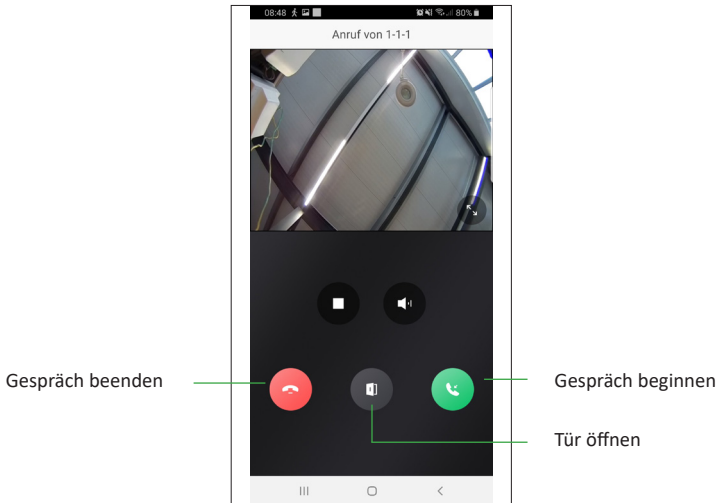 08:48
80%
Anruf von 1-1-1
Gespräch beenden
Gespräch beginnen
Tür öffnen